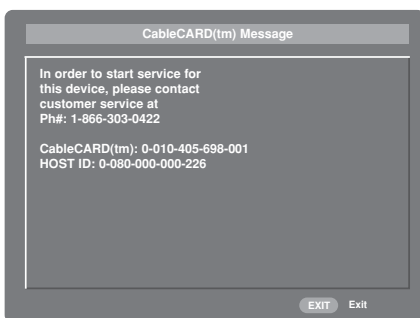 CableCARD(tm) Message
In order to start service for
this device, please contact
customer service at
Ph#: 1-866-303-0422
CableCARD(tm): 0-010-405-698-001
HOST ID: 0-080-000-000-226
EXIT Exit